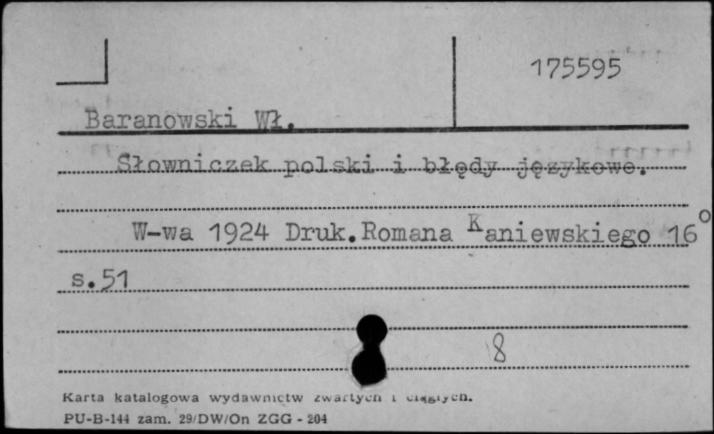 175595
Baranowski Wł.
Słowniczek polski i błędy językowe.
W-wa 1924 Druk.Romana Kaniewskiego 16°
s.51
8
Karta katalogowa wydawnictw zwartych i ciągłych.
PU-B-144 zam. 29/DW/On ZGG - 204